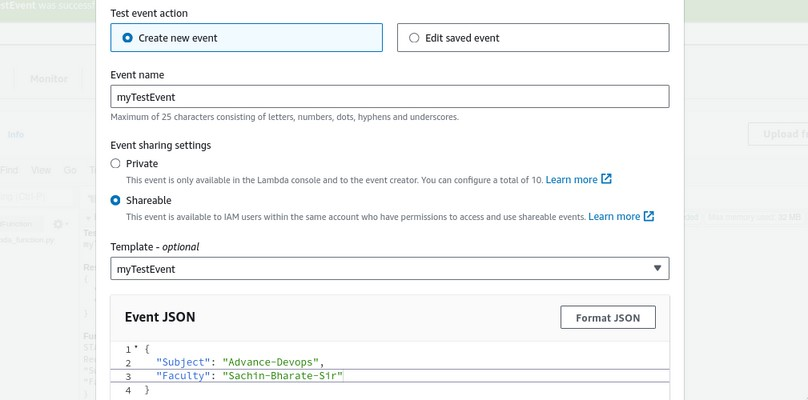 tEvent was successf
Test event action
Create new event
Edit saved event
Monitor
Event name
myTestEvent
Maximum of 25 characters consisting of letters, numbers, dots, hyphens and underscores.
Info
Upload f
Event sharing settings
Find View Go
Private
This event is only available in the Lambda console and to the event creator. You can configure a total of 10. Learn more
Shareable
This event is available to IAM users within the same account who have permissions to access and use shareable events. Learn more
Template - optional
myTestEvent
Event JSON
Format JSON
1 {
2 "Subject": "Advance-Devops",
3 "Faculty": "Sachin-Bharate-Sir"
4 }